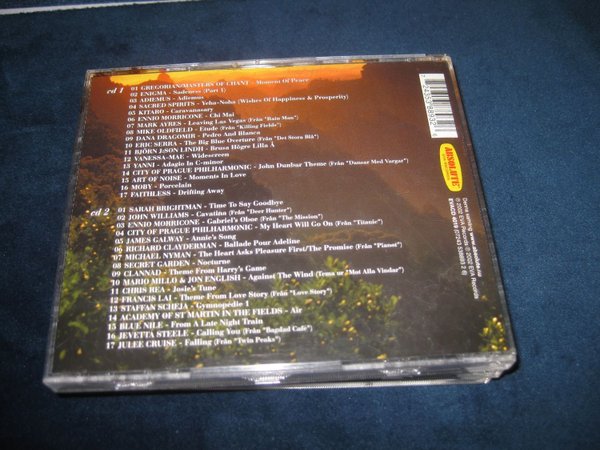 cd 1
01 GREGORIAN/MASTERS OF CHANT - Moment Of Peace
02 ENIGMA - Sadeness (Part 1)
03 ADIEMUS - Adiemus
04 SACRED SPIRITS - Yeha-Noha (Wishes Of Happiness & Prosperity)
05 KITARO - Caravansary
06 ENNIO MORRICONE - Chi Mai
07 MARK AYRES - Leaving Las Vegas (Från "Rain Man")
08 MIKE OLDFIELD - Etude (Från "Killing Fields")
09 DANA DRAGOMIR - Pedro And Blanca
10 ERIC SERRA - The Big Blue Overture (Från "Det Stora Blå")
11 BJÖRN J:SON LINDH - Brusa Högre Lilla Å
12 VANESSA-MAE - Widescreen
13 YANNI - Adagio In C-minor
14 CITY OF PRAGUE PHILHARMONIC - John Dunbar Theme (Från "Dansar Med Vargar")
15 ART OF NOISE - Moments In Love
16 MOBY - Porcelain
17 FAITHLESS - Drifting Away
cd 2
01 SARAH BRIGHTMAN - Time To Say Goodbye
02 JOHN WILLIAMS - Cavatina (Från "Deer Hunter")
03 ENNIO MORRICONE - Gabriel's Oboe (Från "The Mission")
04 CITY OF PRAGUE PHILHARMONIC - My Heart Will Go On (Från "Titanic")
05 JAMES GALWAY - Annie's Song
06 RICHARD CLAYDERMAN - Ballade Pour Adeline
07 MICHAEL NYMAN - The Heart Asks Pleasure First/The Promise (Från "Pianot")
08 SECRET GARDEN - Nocturne
09 CLANNAD - Theme From Harry's Game
10 MARIO MILLO & JON ENGLISH - Against The Wind (Tema ur "Mot Alla Vindar")
11 CHRIS REA - Josie's Tune
12 FRANCIS LAI - Theme From Love Story (Från "Love Story")
13 STAFFAN SCHEJA - Gymnopédie 1
14 ACADEMY OF ST MARTIN IN THE FIELDS - Air
15 BLUE NILE - From A Late Night Train
16 JEVETTA STEELE - Calling You (Från "Bagdad Café")
17 JULEE CRUISE - Falling (Från "Twin Peaks")
ABSOLUTE